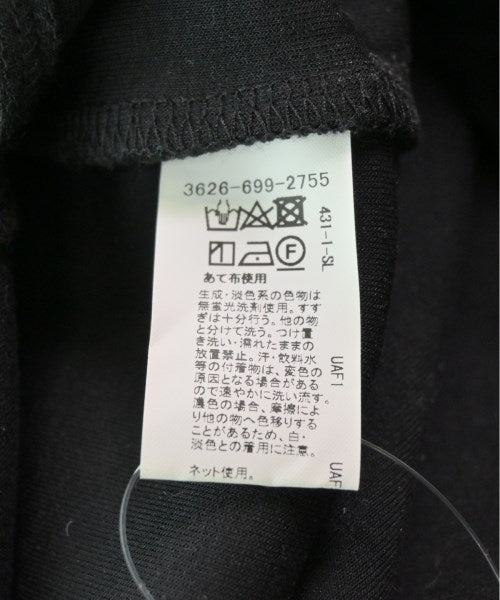 3626-699-2755
431-1-SL
F
あて布使用
生成・淡色系の色物は
無蛍光洗剤使用。すす
ぎは十分行う。他の物
と分けて洗う。つけ置
き洗い・濡れたままの
放置禁止。汗・飲料水
等の付着物は、変色の
原因となる場合がある
ので速やかに洗い流す。
濃色の場合、摩擦によ
り他の物へ色移りする
ことがあるため、白・
淡色との着用に注意。
ネット使用。
UAF1
UAF